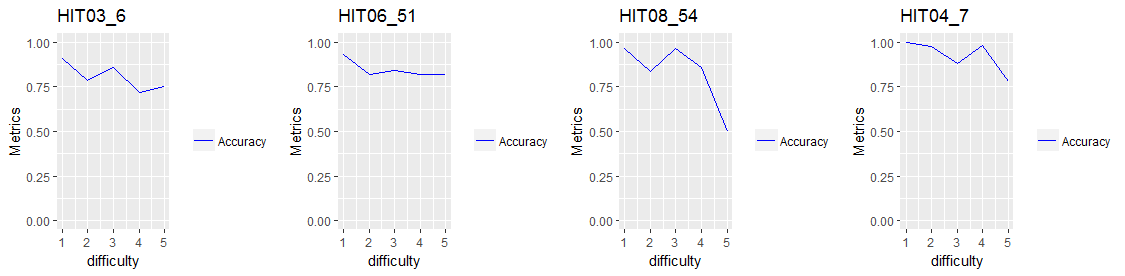 HIT03_6
1.00
0.75
0.50
0.25
0.00
Metrics
1 2 3 4 5
difficulty
Accuracy
HIT06_51
1.00
0.75
0.50
0.25
0.00
Metrics
1 2 3 4 5
difficulty
Accuracy
HIT08_54
1.00
0.75
0.50
0.25
0.00
Metrics
1 2 3 4 5
difficulty
Accuracy
HIT04_7
1.00
0.75
0.50
0.25
0.00
Metrics
1 2 3 4 5
difficulty
Accuracy